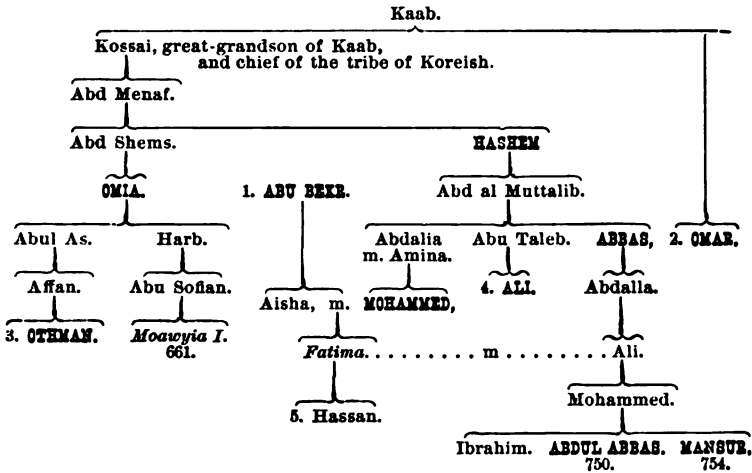 Kaab.
Kossai, great-grandson of Kaab,
and chief of the tribe of Koreish.
Abd Menaf.
Abd Shems. HASHEM
OMIA. 1. ABU BEKR. Abd al Muttalib.
Abul As. Harb. Abdalla Abu Taleb. ABBAS, 2. OMAR,
m. Amina.
Affan. Abu Sofian. Aisha, m. MOHAMMED, 4. ALI. Abdalla.
3. OTHMAN. Moawyia I. Fatima. . . . . . . . . . m . . . . . . . . Ali.
661.
5. Hassan. Mohammed.
Ibrahim. ABDUL ABBAS. MANSUR,
750. 754.